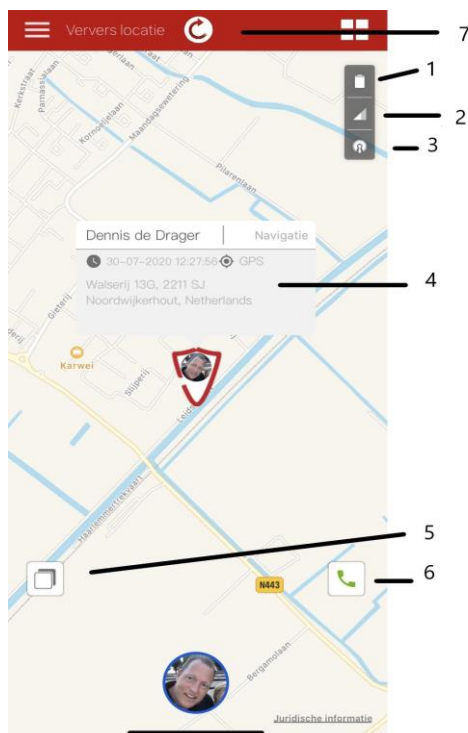 Ververs locatie
7
1
2
3
Kerkstraat
Parnassialaan
Kornoeljelaan
Maandagsewetering
Pilarenlaan
Dennis de Drager | Navigatie
30-07-2020 12:27:56 GPS
Walserij 13G, 2211 SJ
Noordwijkerhout, Netherlands
4
Gieterij
Karwei
Slijperij
Haarlemmertrekvaart
5
6
N443
Bergamolaan
Juridische informatie